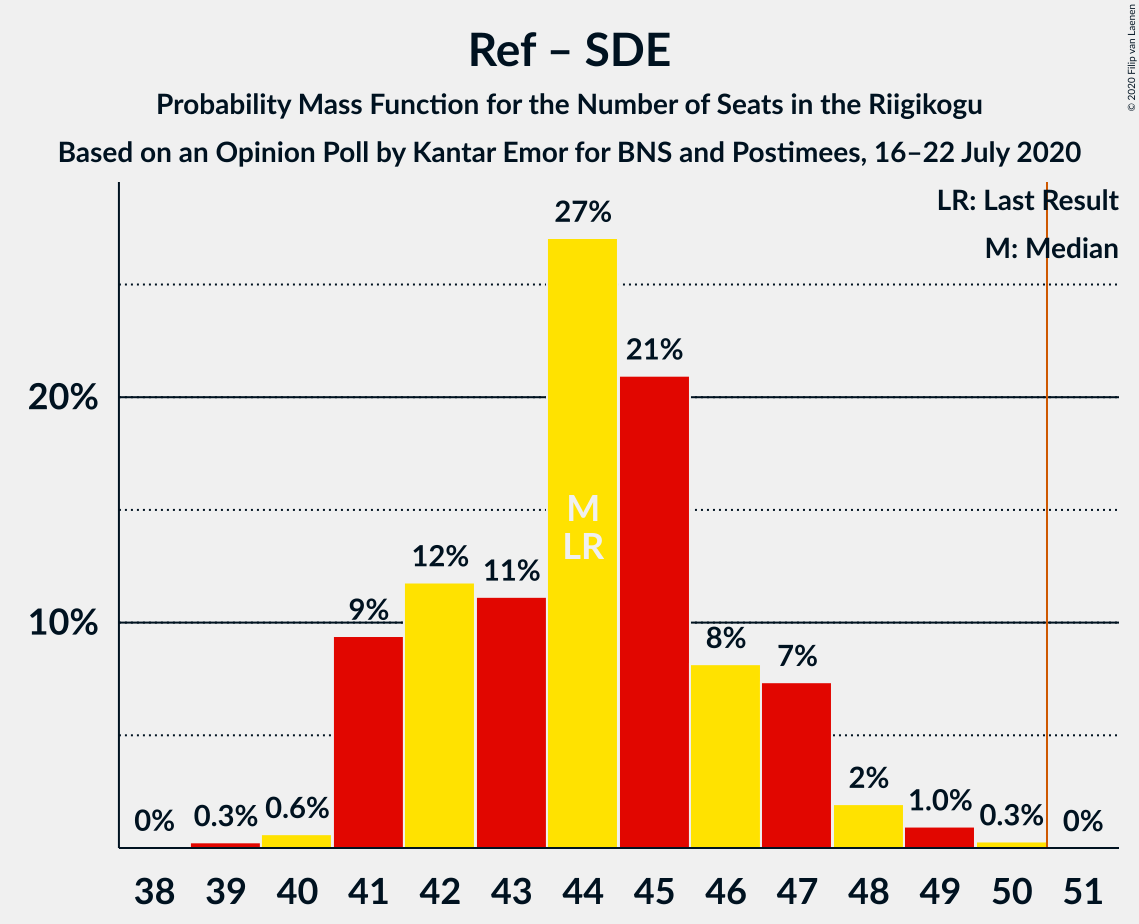 Ref – SDE
Probability Mass Function for the Number of Seats in the Riigikogu
Based on an Opinion Poll by Kantar Emor for BNS and Postimees, 16–22 July 2020
© 2020 Filip van Laenen
LR: Last Result
M: Median
27%
21%
20%
M
LR
12%
11%
9%
10%
8%
7%
2%
0%
0.3%
0.6%
1.0%
0.3%
0%
38 39 40 41 42 43 44 45 46 47 48 49 50 51